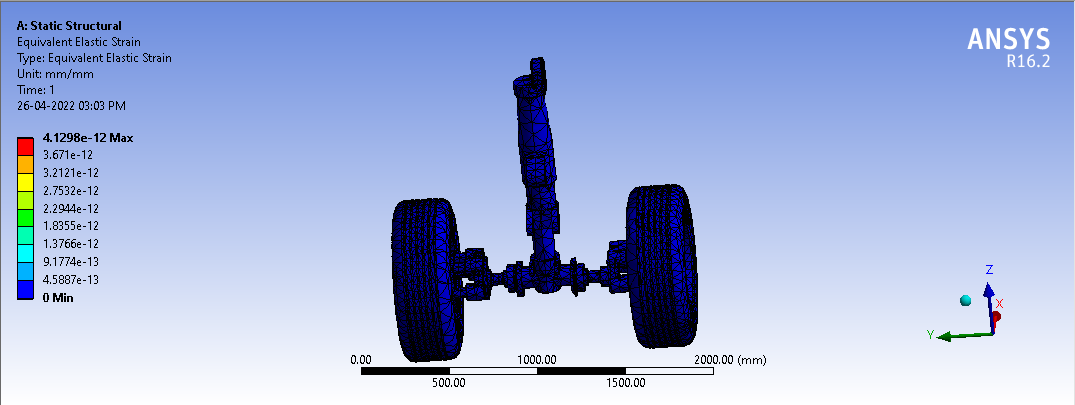 A: Static Structural
Equivalent Elastic Strain
Type: Equivalent Elastic Strain
Unit: mm/mm
Time: 1
26-04-2022 03:03 PM
ANSYS
R16.2
4.1298e-12 Max
3.671e-12
3.2121e-12
2.7532e-12
2.2944e-12
1.8355e-12
1.3766e-12
9.1774e-13
4.5887e-13
0 Min
0.00 1000.00 2000.00 (mm)
500.00 1500.00
Z
X
Y